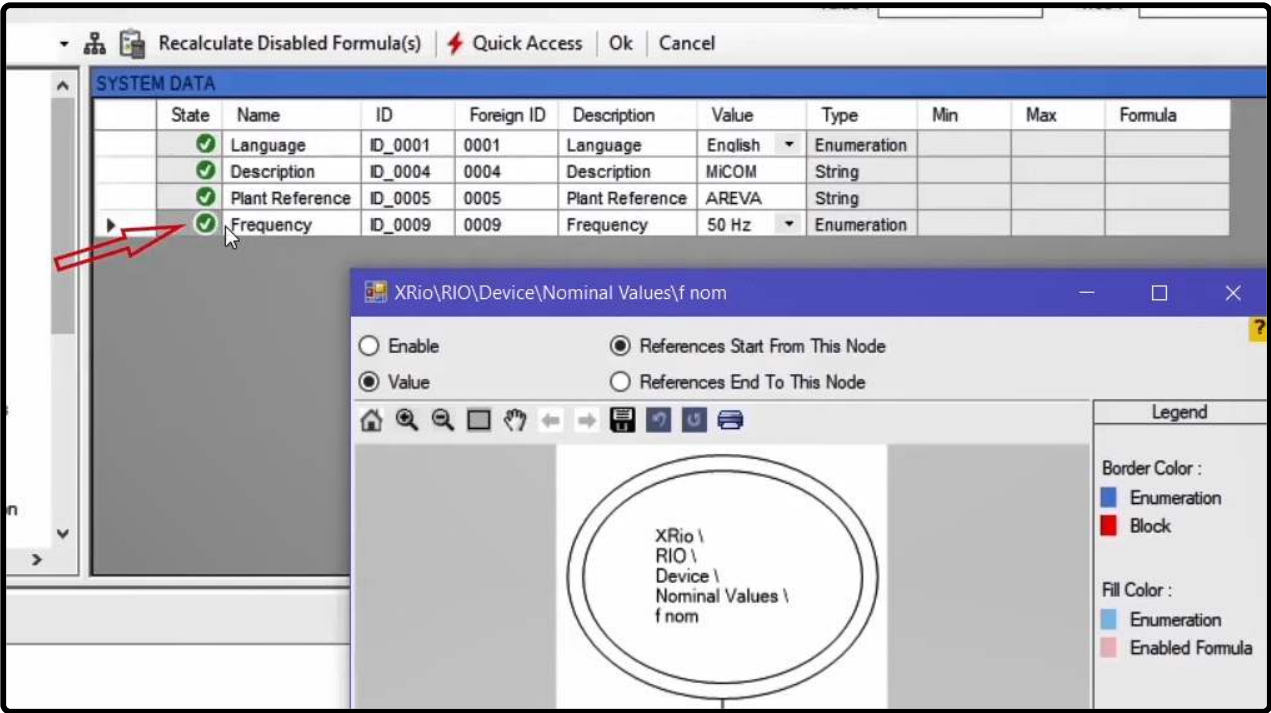 Recalculate Disabled Formula(s) Quick Access Ok Cancel
SYSTEM DATA
State Name ID Foreign ID Description Value Type Min Max Formula
Language ID_0001 0001 Language English Enumeration
Description ID_0004 0004 Description MiCOM String
Plant Reference ID_0005 0005 Plant Reference AREVA String
Frequency ID_0009 0009 Frequency 50 Hz Enumeration
XRio\RIO\Device\Nominal Values\f nom
?
Enable References Start From This Node
Value References End To This Node
Legend
Border Color :
Enumeration
Block
Fill Color :
Enumeration
Enabled Formula
XRio \
RIO \
Device \
Nominal Values \
f nom